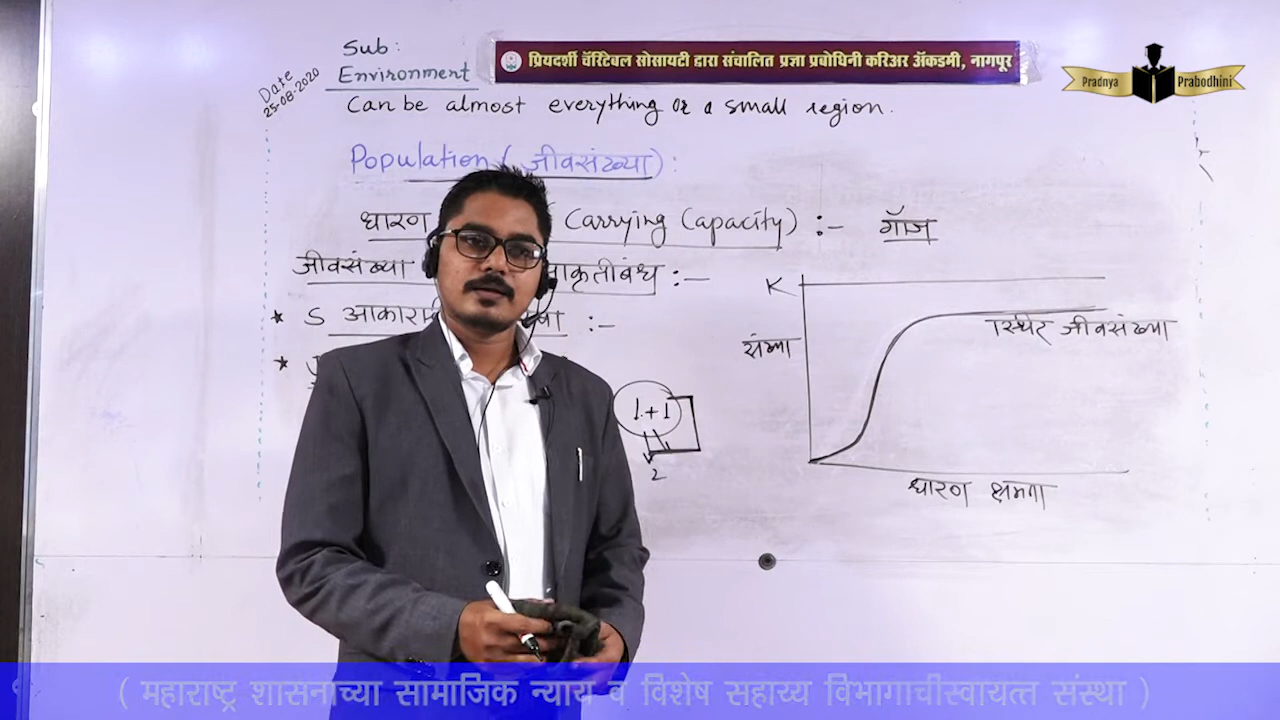 Sub:
Environment
Date
25-08-2020
प्रियदर्शी चॅरिटेबल सोसायटी द्वारा संचालित प्रज्ञा प्रबोधिनी करिअर अ‍ॅकडमी, नागपूर
Pradnya Prabodhini
Can be almost everything or a small region.
Population ( जीवसंख्या ) :
धारण ( Carrying Capacity) :- गॉज
जीवसंख्या आकृतीबंध :-
* S आकारा :-
*
1+1
2
K
संख्या
स्थिर जीवसंख्या
धारण क्षमता
( महाराष्ट्र शासनाच्या सामाजिक न्याय व विशेष सहाय्य विभागाचीस्वायत्त संस्था )